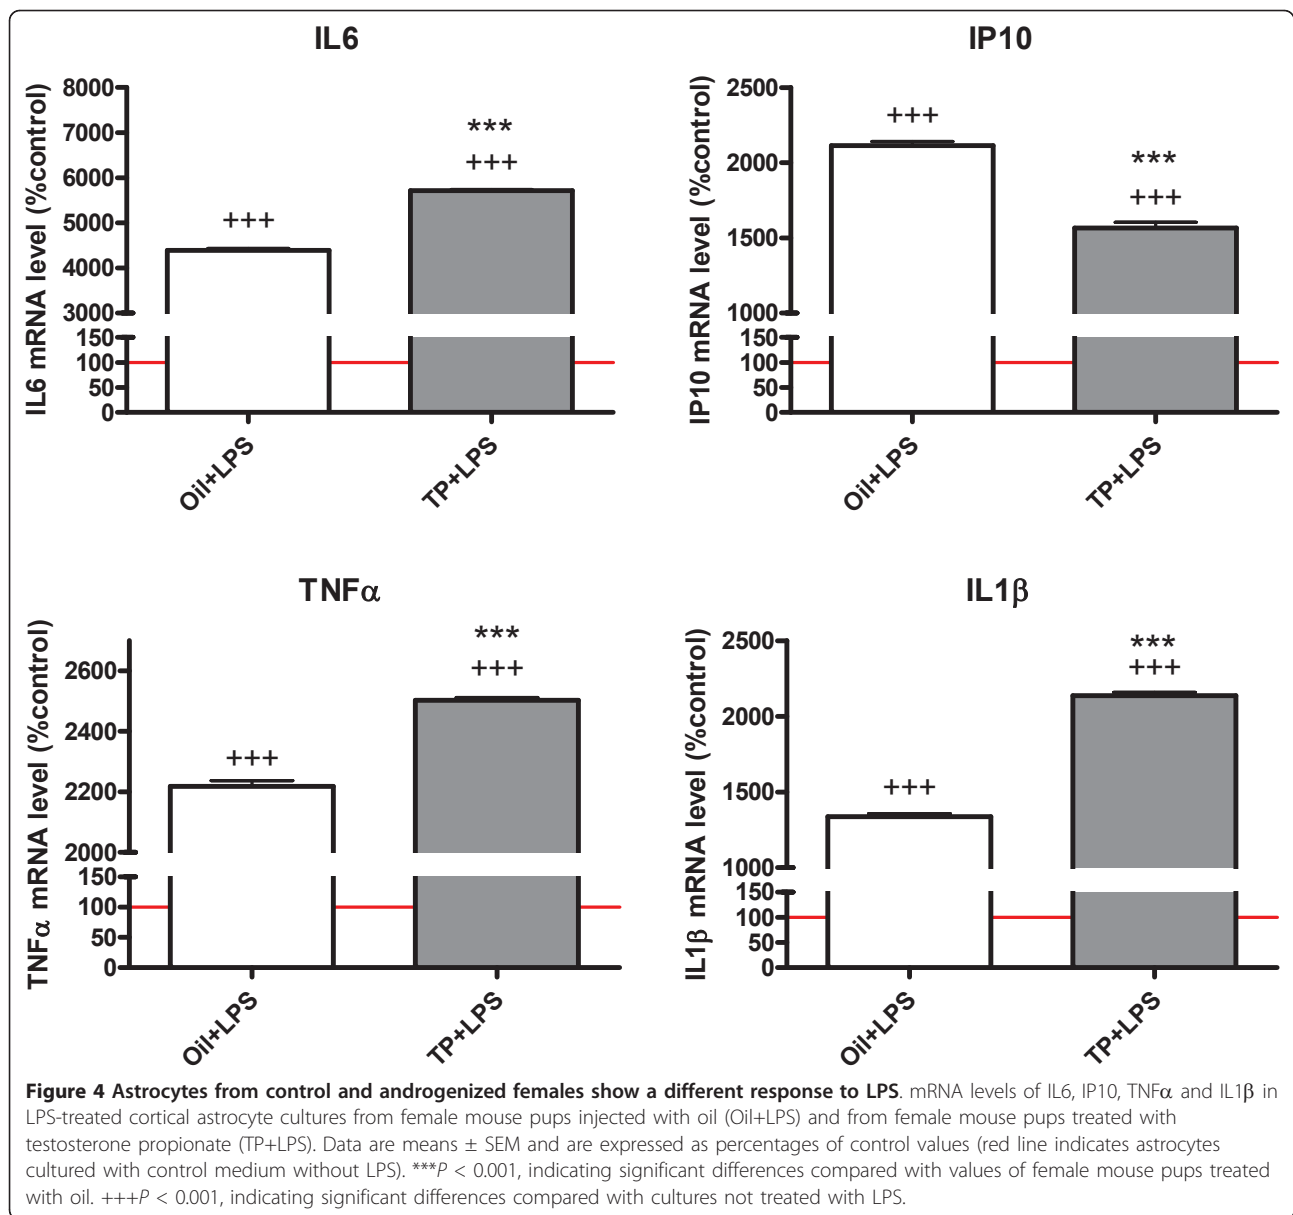 IL6
IL6 mRNA level (%control)
8000
7000
6000
5000
4000
3000
150
100
50
0
+++
***
+++
Oil+LPS
TP+LPS
IP10
IP10 mRNA level (%control)
2500
2000
1500
1000
150
100
50
0
+++
***
+++
Oil+LPS
TP+LPS
TNFα
TNFα mRNA level (%control)
2600
2400
2200
2000
150
100
50
0
+++
***
+++
Oil+LPS
TP+LPS
IL1β
IL1β mRNA level (%control)
2500
2000
1500
1000
150
100
50
0
+++
***
+++
Oil+LPS
TP+LPS
Figure 4 Astrocytes from control and androgenized females show a different response to LPS. mRNA levels of IL6, IP10, TNFα and IL1β in
LPS-treated cortical astrocyte cultures from female mouse pups injected with oil (Oil+LPS) and from female mouse pups treated with
testosterone propionate (TP+LPS). Data are means ± SEM and are expressed as percentages of control values (red line indicates astrocytes
cultured with control medium without LPS). ***P < 0.001, indicating significant differences compared with values of female mouse pups treated
with oil. +++P < 0.001, indicating significant differences compared with cultures not treated with LPS.